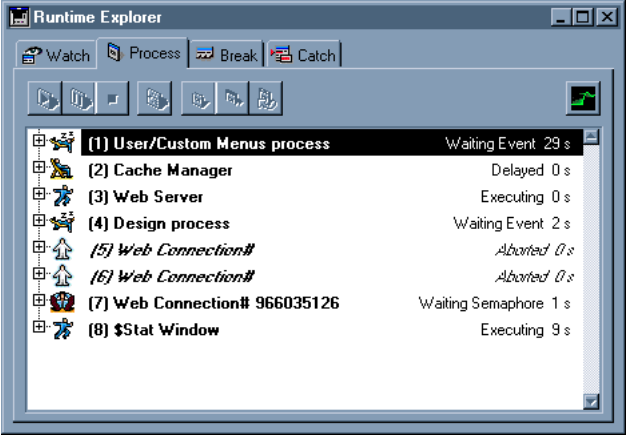 Runtime Explorer
Watch Process Break Catch
(1) User/Custom Menus process Waiting Event 29 s
(2) Cache Manager Delayed 0 s
(3) Web Server Executing 0 s
(4) Design process Waiting Event 2 s
(5) Web Connection# Aborted 0 s
(6) Web Connection# Aborted 0 s
(7) Web Connection# 966035126 Waiting Semaphore 1 s
(8) $Stat Window Executing 9 s